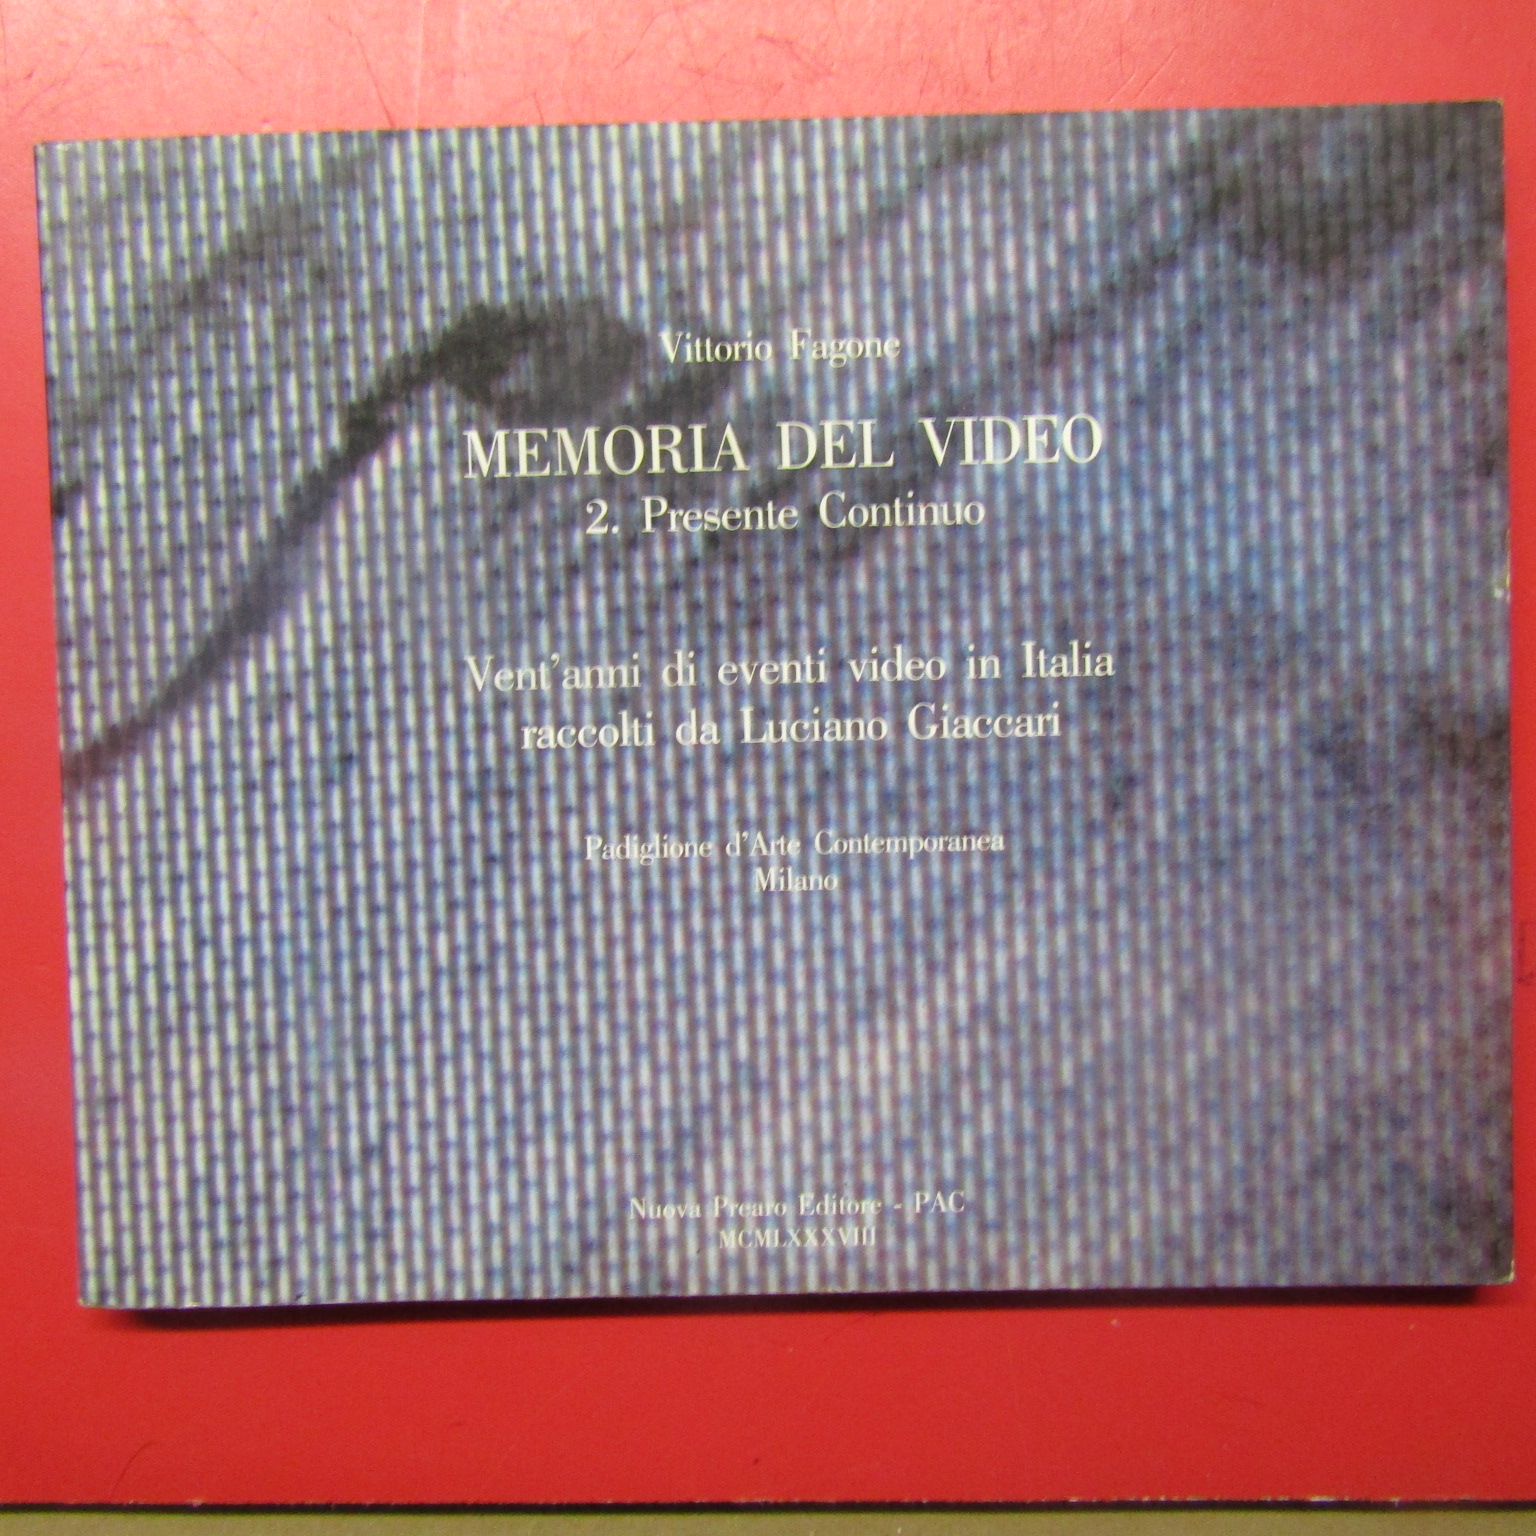 Vittorio Fagone
MEMORIA DEL VIDEO
2. Presente Continuo
Vent'anni di eventi video in Italia
raccolti da Luciano Giaccari
Padiglione d'Arte Contemporanea
Milano
Nuova Prearo Editore - PAC
MCMLXXXVIII